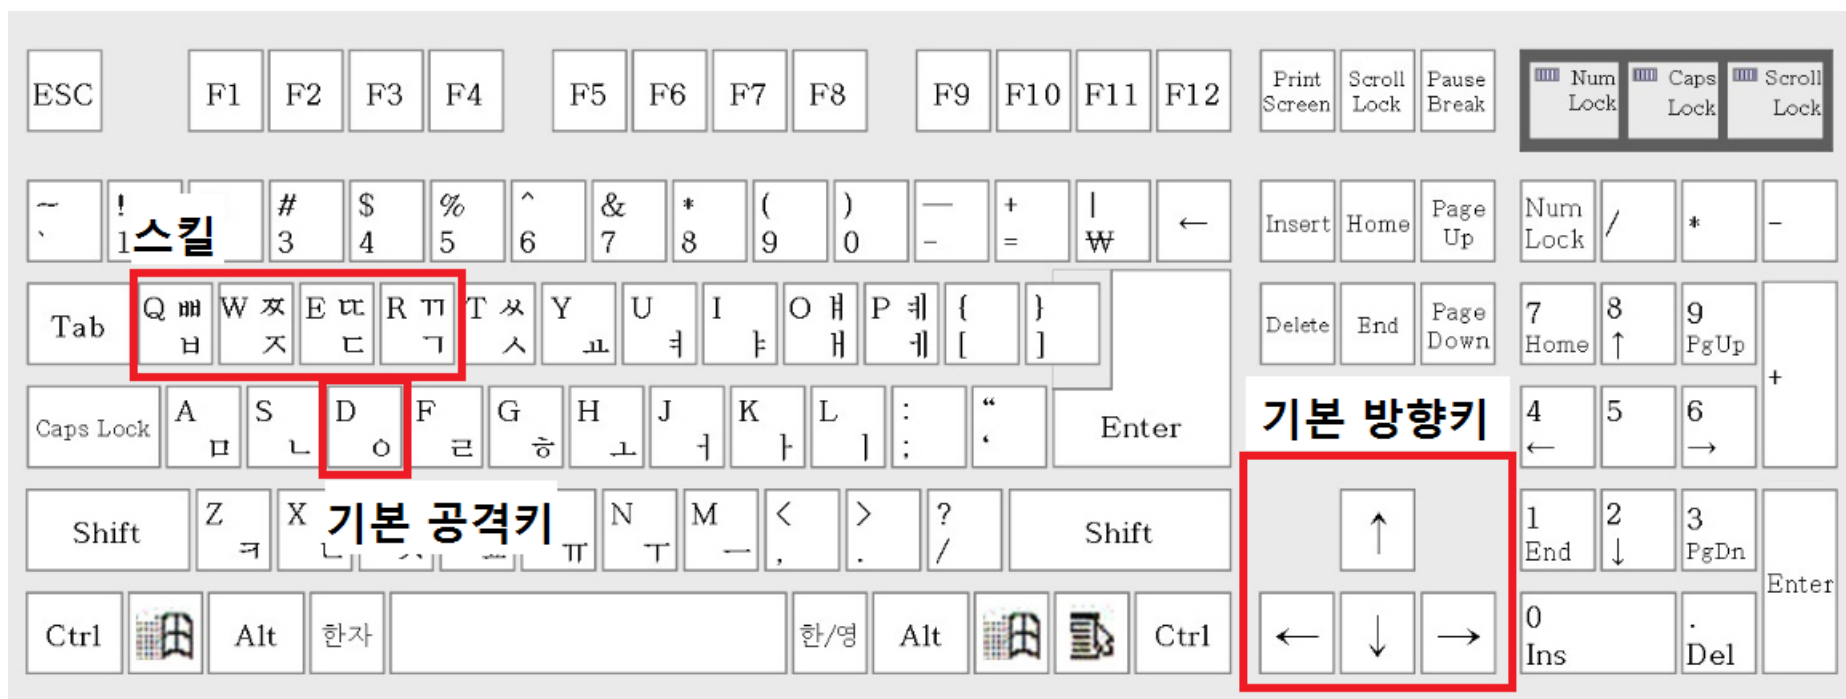 ESC F1 F2 F3 F4 F5 F6 F7 F8 F9 F10 F11 F12 Print Screen Scroll Lock Pause Break Num Lock Caps Lock Scroll Lock
~ ` ! 1 # 3 $ 4 % 5 ^ 6 & 7 * 8 ( 9 ) 0 — - + = | ₩ ← Insert Home Page Up Num Lock / * -
스킬
Tab Q ㅃ ㅂ W ㅉ ㅈ E ㄸ ㄷ R ㄲ ㄱ T ㅆ ㅅ Y ㅛ U ㅕ I ㅑ O ㅒ ㅐ P ㅖ ㅔ { [ } ] Delete End Page Down 7 Home 8 ↑ 9 PgUp +
Caps Lock A ㅁ S ㄴ D ㅇ F ㄹ G ㅎ H ㅗ J ㅓ K ㅏ L ㅣ : ; “ ‘ Enter 4 ← 5 6 →
기본 방향키
기본 공격키
Shift Z ㅋ X ㅠ N ㅜ M ㅡ < , > . ? / Shift ↑ 1 End 2 ↓ 3 PgDn Enter
Ctrl Alt 한자 한/영 Alt Ctrl ← ↓ → 0 Ins . Del